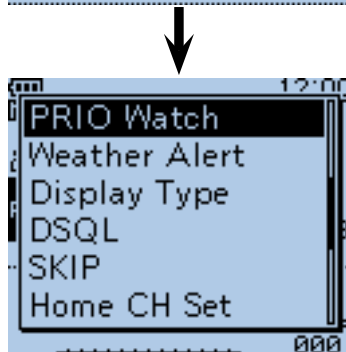 12:00
PRIO Watch
Weather Alert
Display Type
DSQL
SKIP
Home CH Set
000